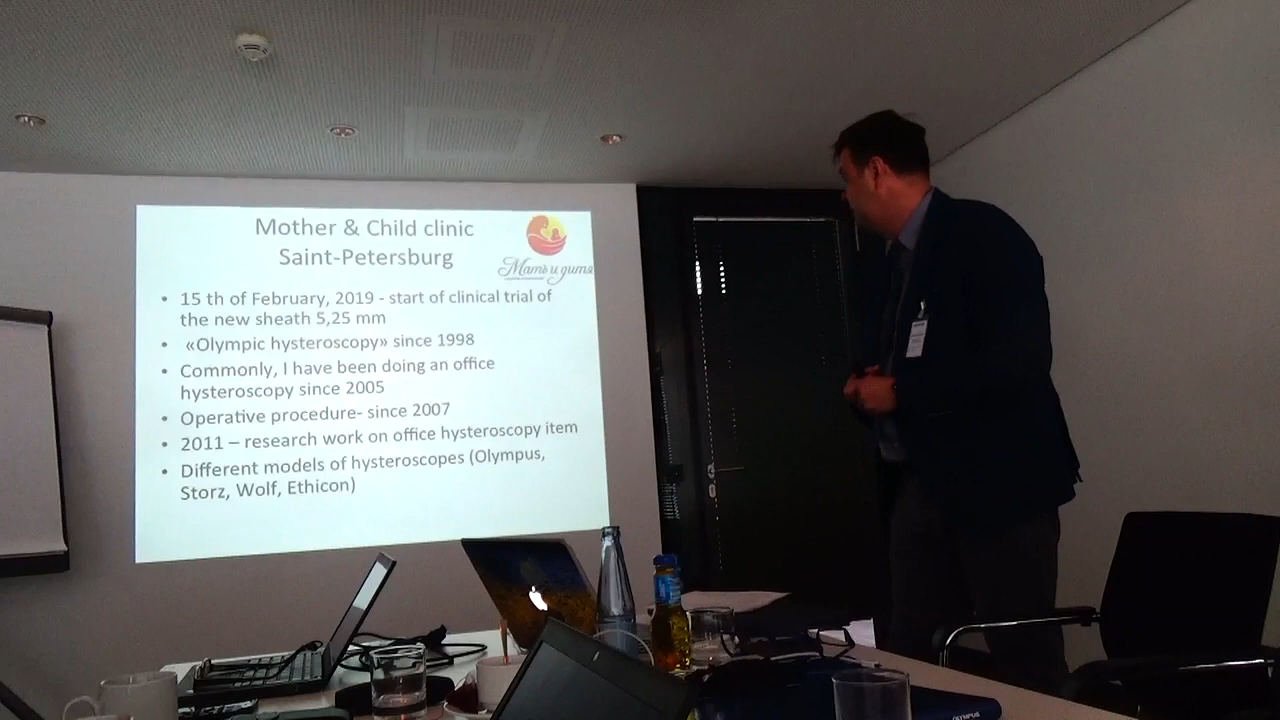 Mother & Child clinic
Saint-Petersburg
Мать и дитя
• 15 th of February, 2019 - start of clinical trial of
the new sheath 5,25 mm
• «Olympic hysteroscopy» since 1998
• Commonly, I have been doing an office
hysteroscopy since 2005
• Operative procedure- since 2007
• 2011 – research work on office hysteroscopy item
• Different models of hysteroscopes (Olympus,
Storz, Wolf, Ethicon)
OLYMPUS